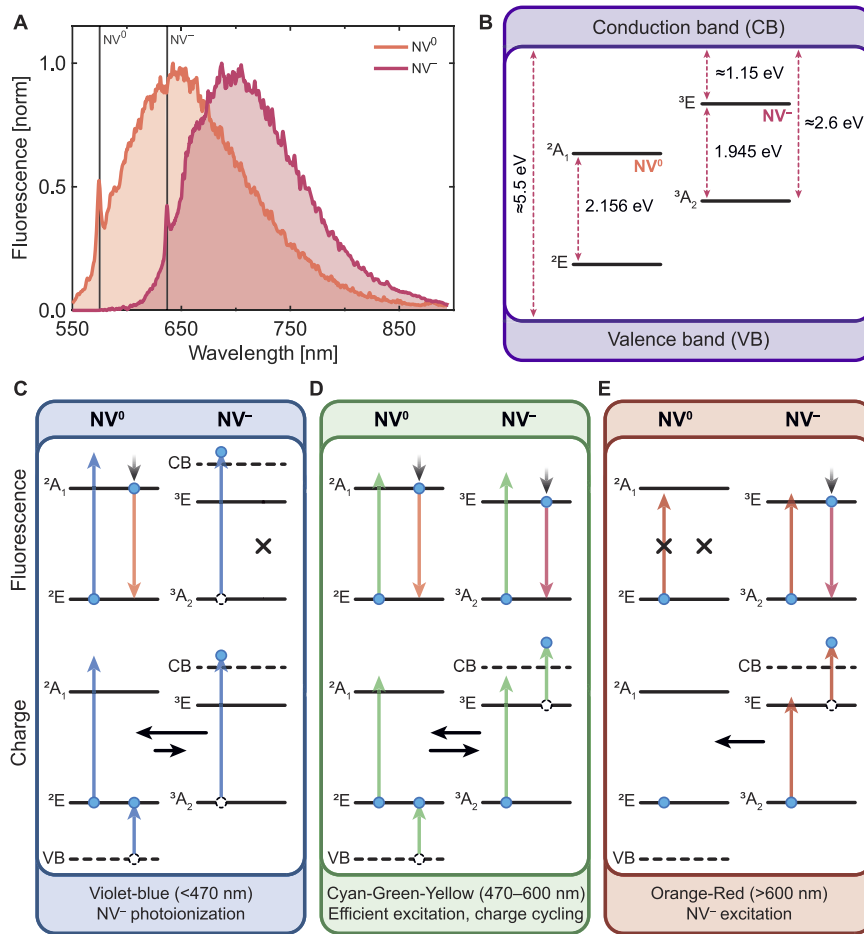 A
NV⁰
NV⁻
NV⁰
NV⁻
Fluorescence [norm]
1.0
0.5
0.0
550
650
750
850
Wavelength [nm]
B
Conduction band (CB)
≈1.15 eV
³E
NV⁻
≈2.6 eV
²A₁
NV⁰
1.945 eV
≈5.5 eV
2.156 eV
³A₂
²E
Valence band (VB)
C
NV⁰
NV⁻
Fluorescence
CB
²A₁
³E
²E
³A₂
Charge
CB
²A₁
³E
²E
³A₂
VB
Violet-blue (<470 nm)
NV⁻ photoionization
D
NV⁰
NV⁻
²A₁
³E
²E
³A₂
CB
²A₁
³E
²E
³A₂
VB
Cyan-Green-Yellow (470–600 nm)
Efficient excitation, charge cycling
E
NV⁰
NV⁻
²A₁
³E
²E
³A₂
CB
²A₁
³E
²E
³A₂
VB
Orange-Red (>600 nm)
NV⁻ excitation